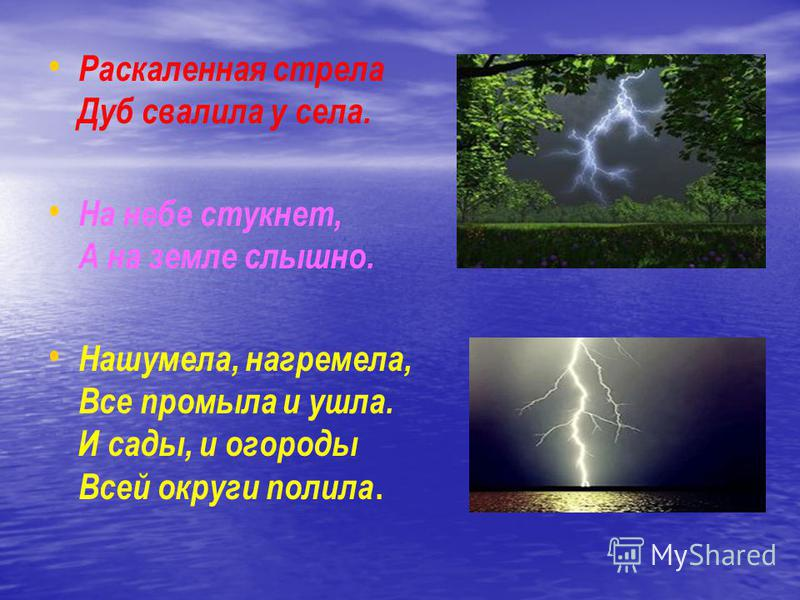 • Раскаленная стрела
Дуб свалила у села.
• На небе стукнет,
А на земле слышно.
• Нашумела, нагремела,
Все промыла и ушла.
И сады, и огороды
Всей округи полила.
MyShared